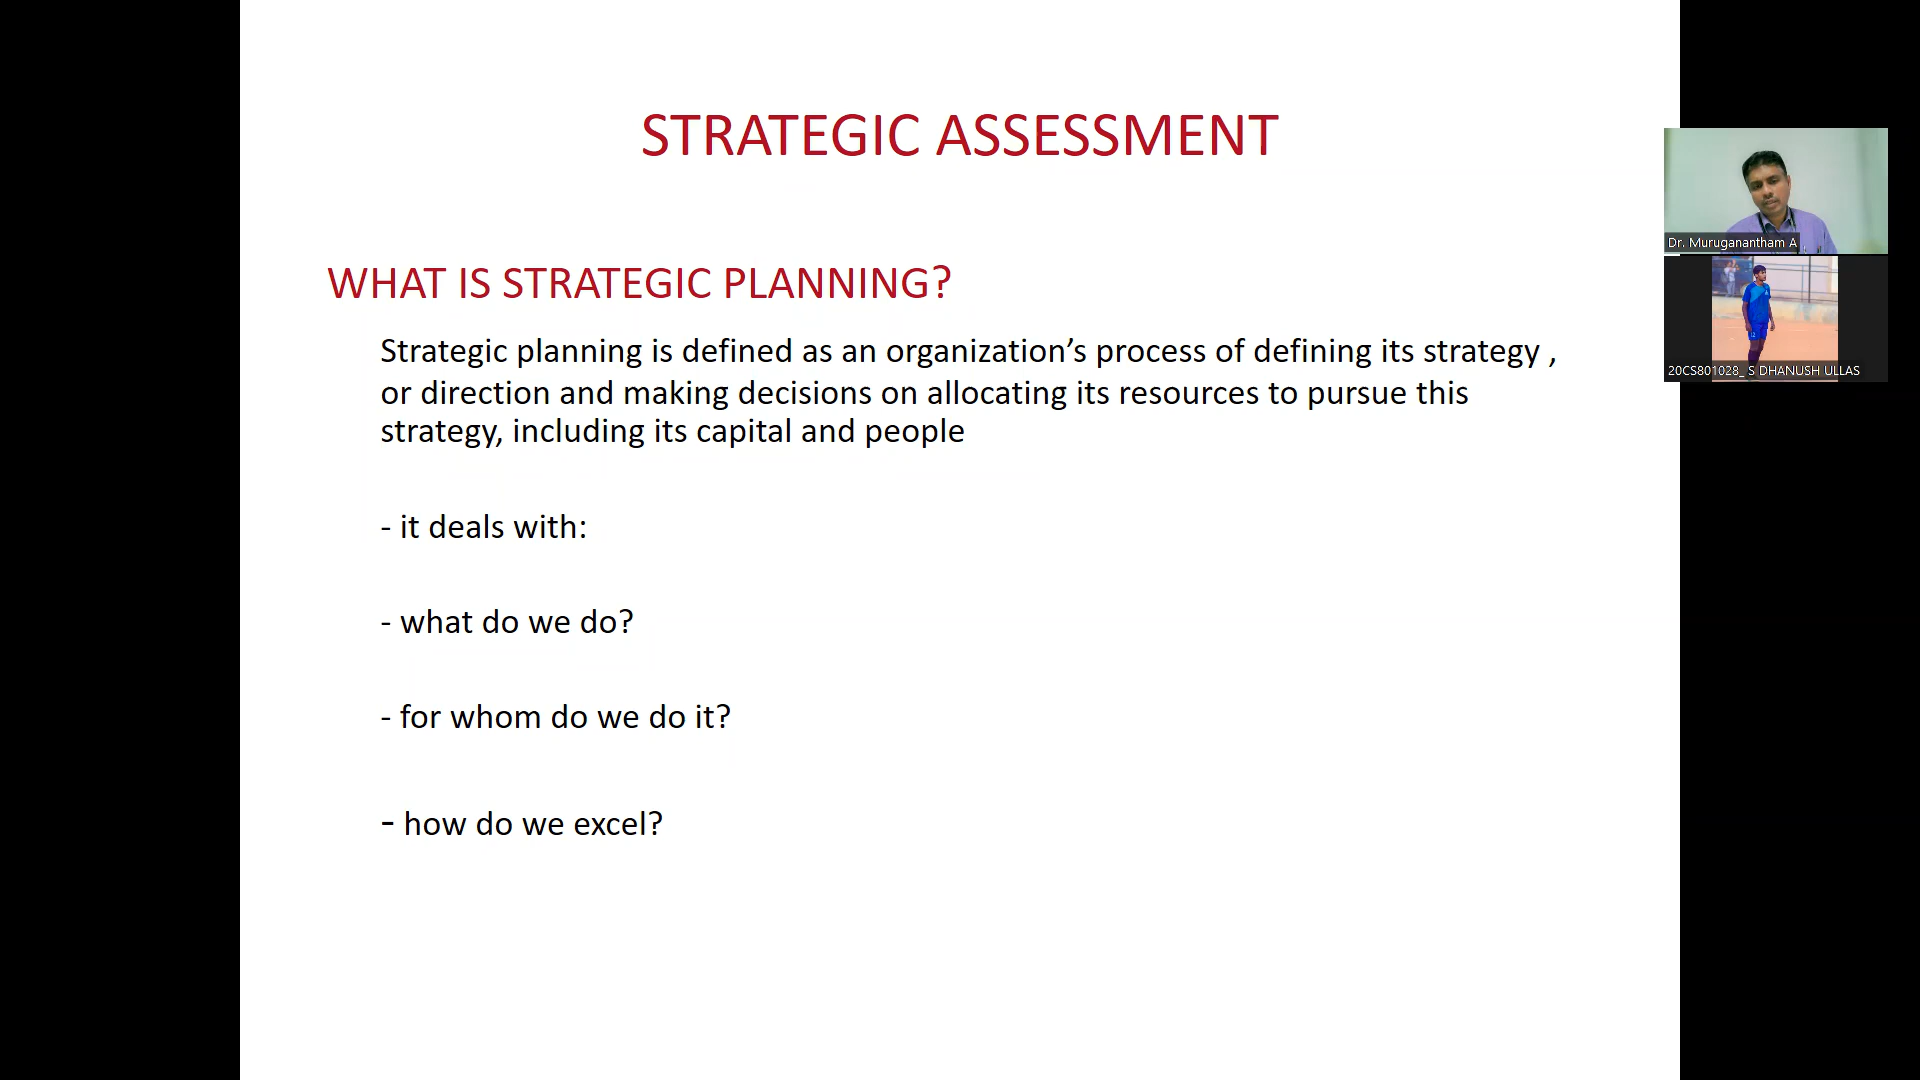 STRATEGIC ASSESSMENT
WHAT IS STRATEGIC PLANNING?
Strategic planning is defined as an organization’s process of defining its strategy ,
or direction and making decisions on allocating its resources to pursue this
strategy, including its capital and people
- it deals with:
- what do we do?
- for whom do we do it?
- how do we excel?
Dr. Muruganantham A
20CS801028_ S DHANUSH ULLAS